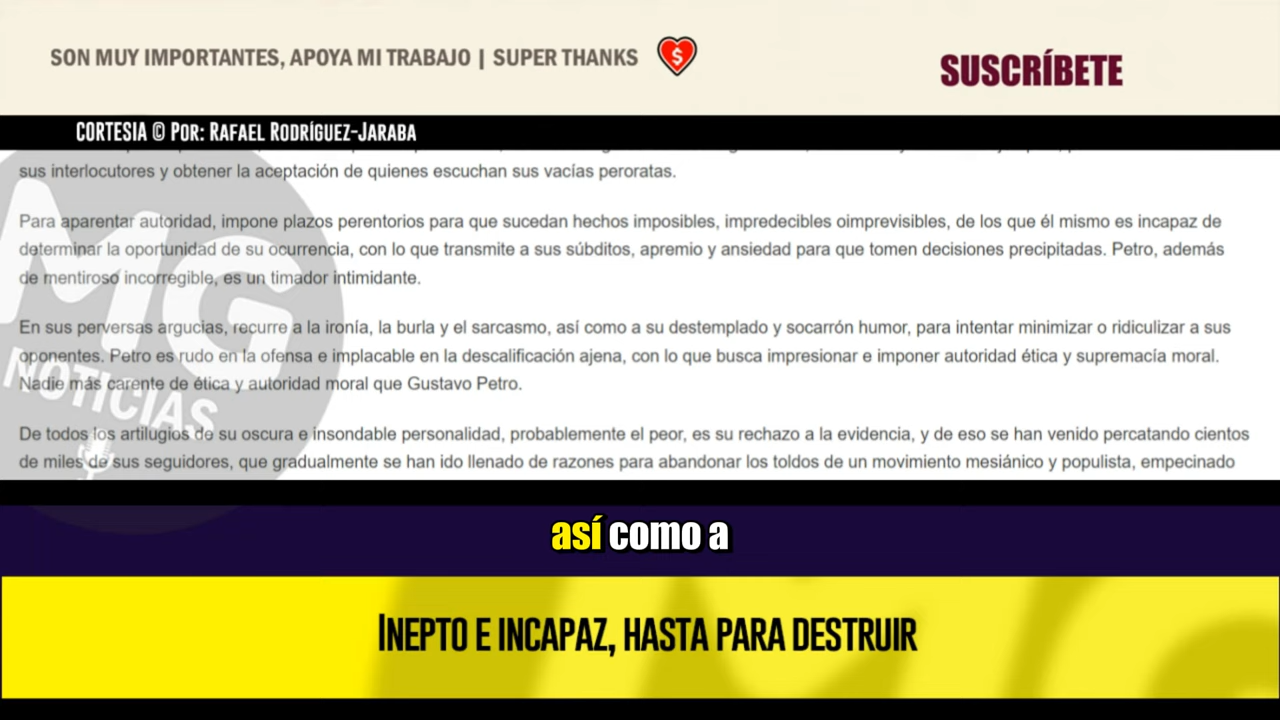 SON MUY IMPORTANTES, APOYA MI TRABAJO | SUPER THANKS
SUSCRÍBETE
CORTESIA © POR: RAFAEL RODRÍGUEZ-JARABA
sus interlocutores y obtener la aceptación de quienes escuchan sus vacías peroratas.
Para aparentar autoridad, impone plazos perentorios para que sucedan hechos imposibles, impredecibles oimprevisibles, de los que él mismo es incapaz de
determinar la oportunidad de su ocurrencia, con lo que transmite a sus súbditos, apremio y ansiedad para que tomen decisiones precipitadas. Petro, además
de mentiroso incorregible, es un timador intimidante.
En sus perversas argucias, recurre a la ironía, la burla y el sarcasmo, así como a su destemplado y socarrón humor, para intentar minimizar o ridiculizar a sus
oponentes. Petro es rudo en la ofensa e implacable en la descalificación ajena, con lo que busca impresionar e imponer autoridad ética y supremacía moral.
Nadie más carente de ética y autoridad moral que Gustavo Petro.
De todos los artilugios de su oscura e insondable personalidad, probablemente el peor, es su rechazo a la evidencia, y de eso se han venido percatando cientos
de miles de sus seguidores, que gradualmente se han ido llenado de razones para abandonar los toldos de un movimiento mesiánico y populista, empecinado
MG
NOTICIAS
así como a
INEPTO E INCAPAZ, HASTA PARA DESTRUIR